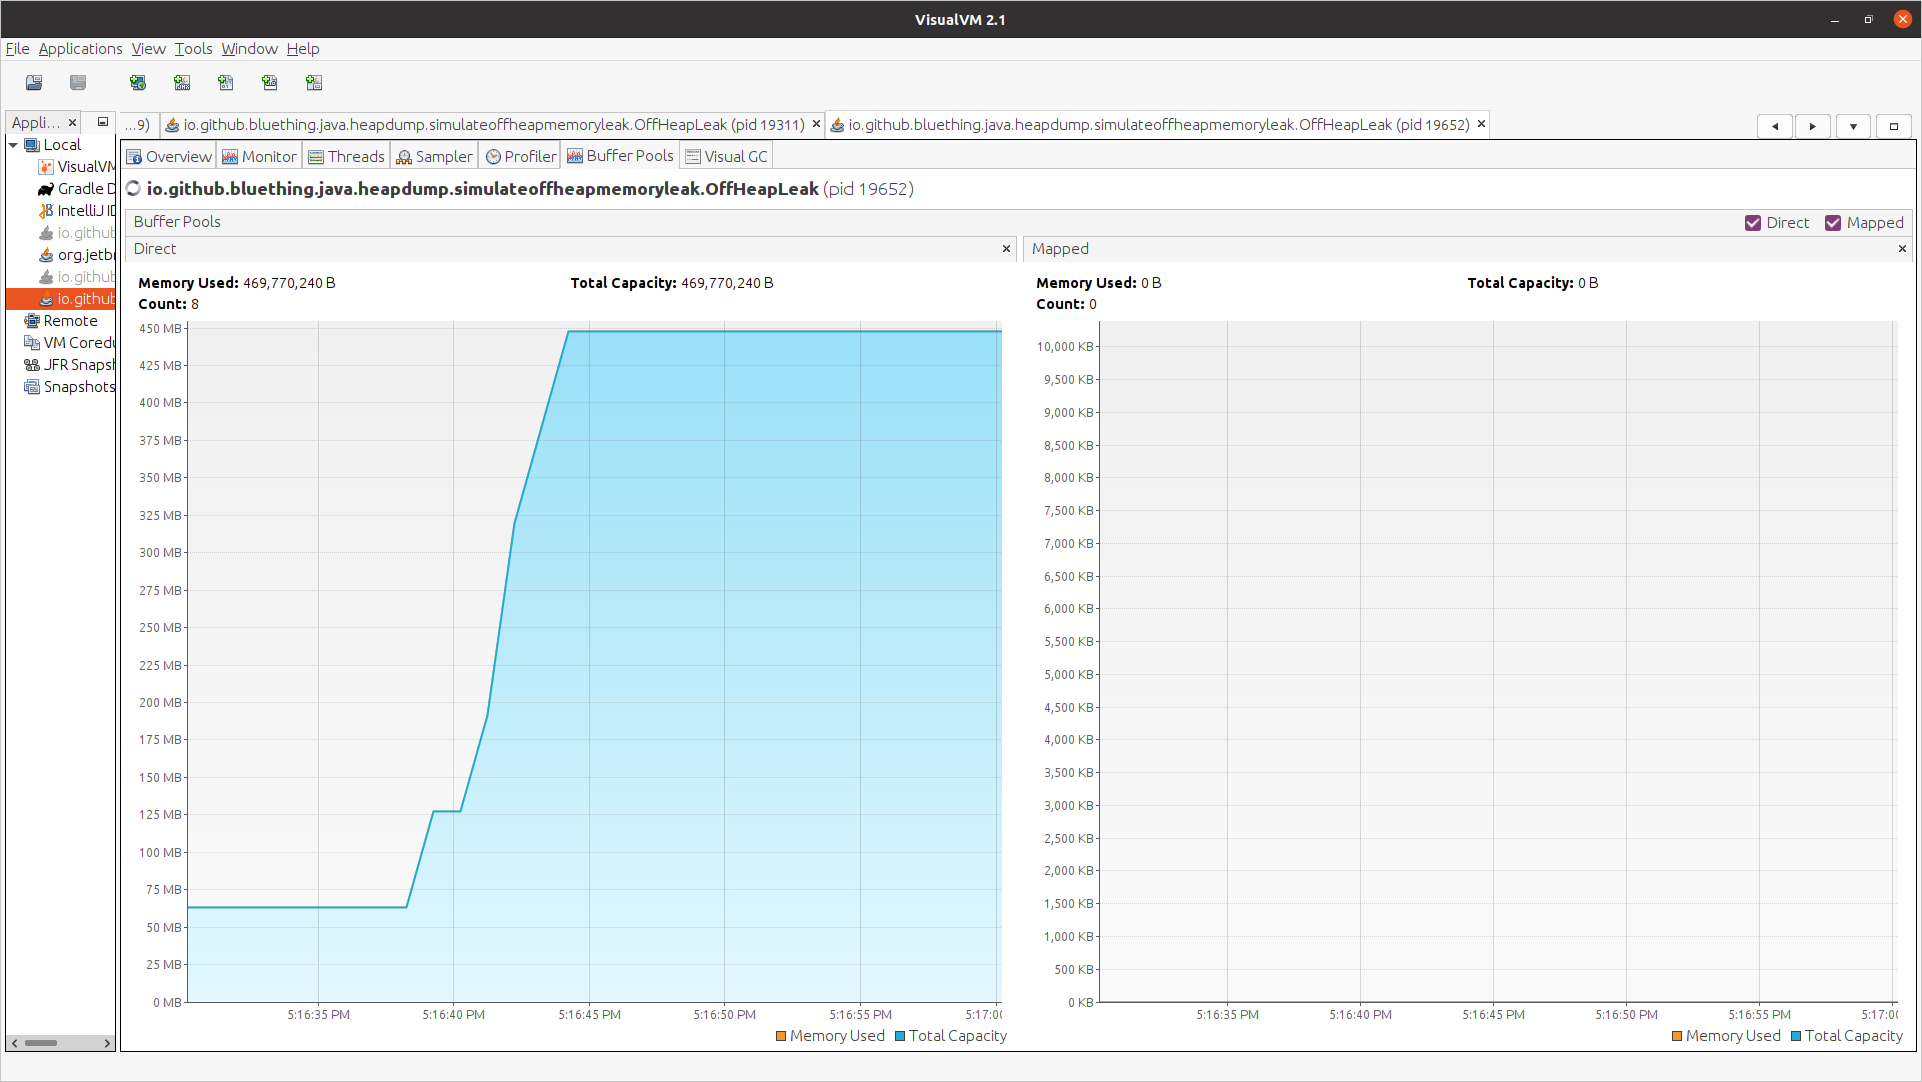 VisualVM 2.1
File Applications View Tools Window Help
Appli...
...9) io.github.bluething.java.heapdump.simulateoffheapmemoryleak.OffHeapLeak (pid 19311) io.github.bluething.java.heapdump.simulateoffheapmemoryleak.OffHeapLeak (pid 19652)
Local
VisualVM
Gradle D
IntelliJ ID
io.github
org.jetbr
io.github
io.github
Remote
VM Coredu
JFR Snapsh
Snapshots
Overview Monitor Threads Sampler Profiler Buffer Pools Visual GC
io.github.bluething.java.heapdump.simulateoffheapmemoryleak.OffHeapLeak (pid 19652)
Buffer Pools Direct Mapped
Direct
Memory Used: 469,770,240 B Total Capacity: 469,770,240 B
Count: 8
450 MB
425 MB
400 MB
375 MB
350 MB
325 MB
300 MB
275 MB
250 MB
225 MB
200 MB
175 MB
150 MB
125 MB
100 MB
75 MB
50 MB
25 MB
0 MB
5:16:35 PM 5:16:40 PM 5:16:45 PM 5:16:50 PM 5:16:55 PM 5:17:00
Memory Used Total Capacity
Mapped
Memory Used: 0 B Total Capacity: 0 B
Count: 0
10,000 KB
9,500 KB
9,000 KB
8,500 KB
8,000 KB
7,500 KB
7,000 KB
6,500 KB
6,000 KB
5,500 KB
5,000 KB
4,500 KB
4,000 KB
3,500 KB
3,000 KB
2,500 KB
2,000 KB
1,500 KB
1,000 KB
500 KB
0 KB
5:16:35 PM 5:16:40 PM 5:16:45 PM 5:16:50 PM 5:16:55 PM 5:17:00
Memory Used Total Capacity